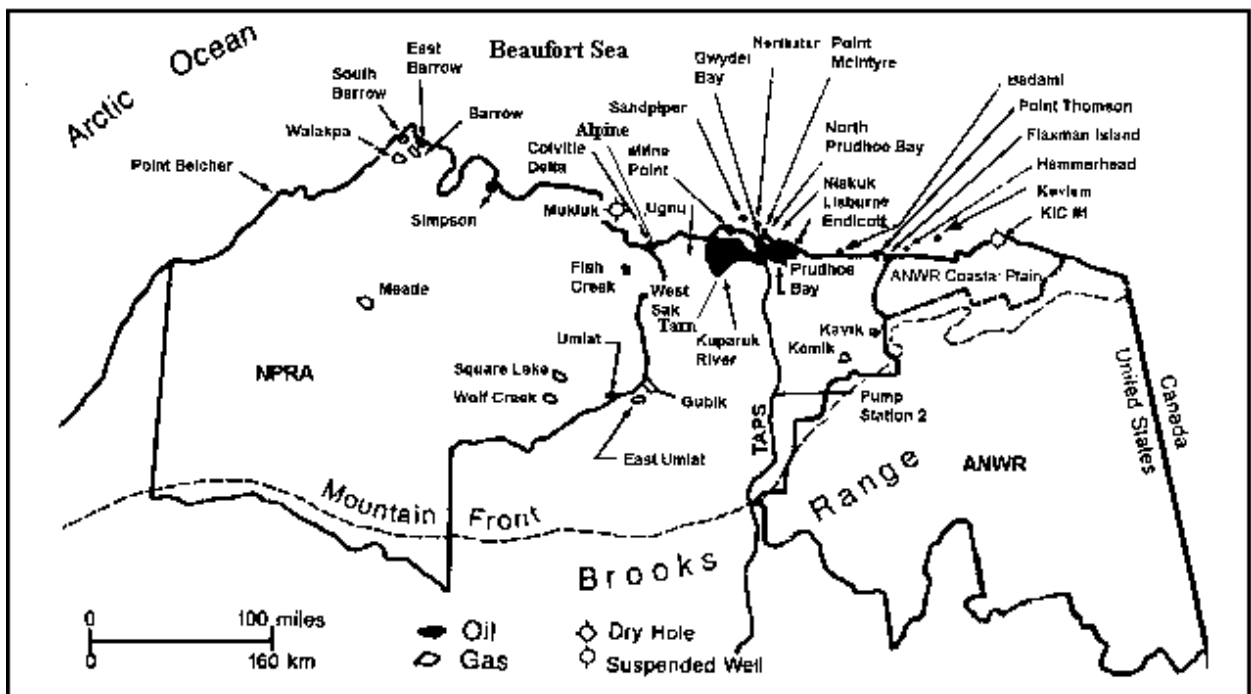 Arctic Ocean
Beaufort Sea
East
Barrow
South
Barrow
Walakpa
Barrow
Point Belcher
Simpson
Gwyder
Bay
Point
McIntyre
Sandpiper
Alpine
Colville
Delta
Milne
Point
Mukluk
Ugnu
North
Prudhoe Bay
Niakuk
Lisburne
Endicott
Badami
Point Thomson
Flaxman Island
Hammerhead
KIC #1
Fish
Creek
West
Sak
Tarn
Kuparuk
River
Prudhoe
Bay
ANWR Coastal Plain
Kavik
Kemik
Meade
NPRA
Umiat
Square Lake
Wolf Creek
Gubik
East Umiat
TAPS
Pump
Station 2
ANWR
Canada
United States
Mountain Front
Brooks Range
0 100 miles
0 160 km
Oil
Gas
Dry Hole
Suspended Well